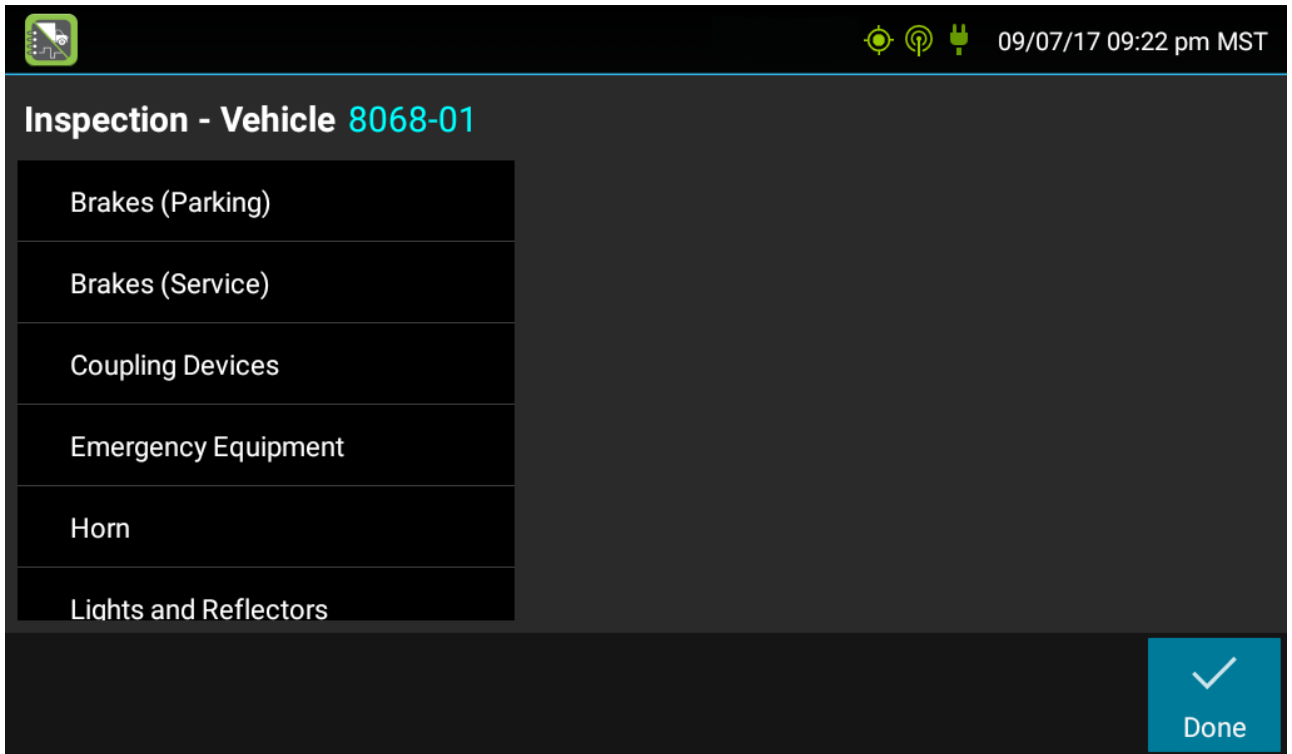 09/07/17 09:22 pm MST
Inspection - Vehicle 8068-01
Brakes (Parking)
Brakes (Service)
Coupling Devices
Emergency Equipment
Horn
Lights and Reflectors
Done